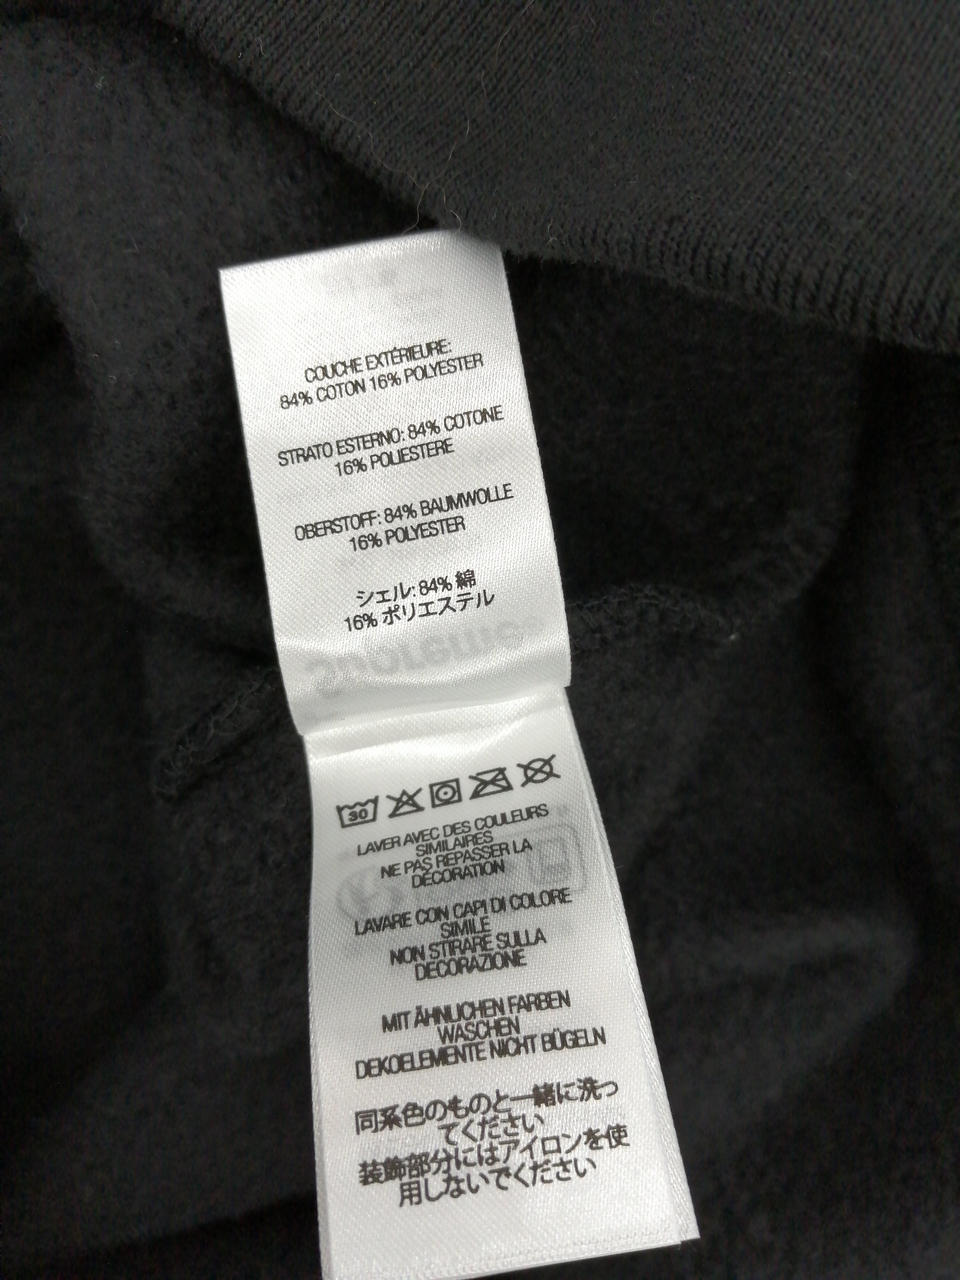 COUCHE EXTÉRIEURE:
84% COTON 16% POLYESTER
STRATO ESTERNO: 84% COTONE
16% POLIESTERE
OBERSTOFF: 84% BAUMWOLLE
16% POLYESTER
シェル: 84% 綿
16% ポリエステル
30
LAVER AVEC DES COULEURS
SIMILAIRES
NE PAS REPASSER LA
DÉCORATION
LAVARE CON CAPI DI COLORE
SIMILE
NON STIRARE SULLA
DECORAZIONE
MIT ÄHNLICHEN FARBEN
WASCHEN
DEKOELEMENTE NICHT BÜGELN
同系色のものと一緒に洗っ
てください
装飾部分にはアイロンを使
用しないでください